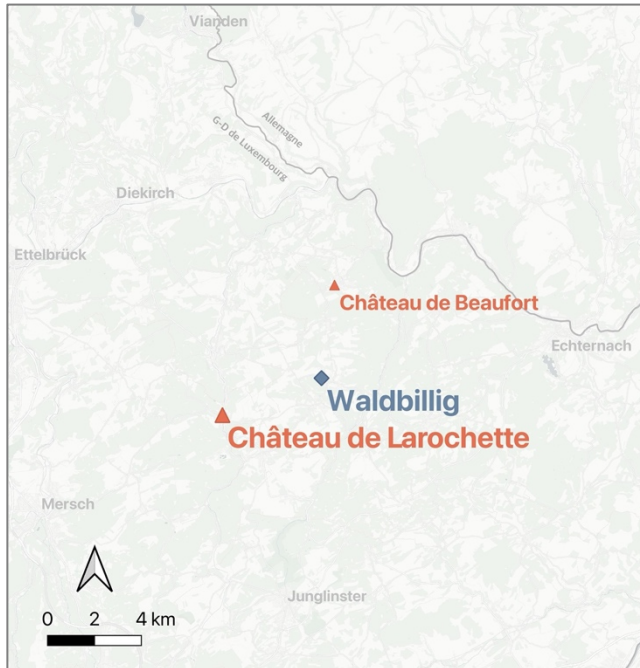 Vianden
Allemagne
G-D de Luxembourg
Diekirch
Ettelbrück
Château de Beaufort
Echternach
Waldbillig
Château de Larochette
Mersch
Junglinster
0 2 4 km